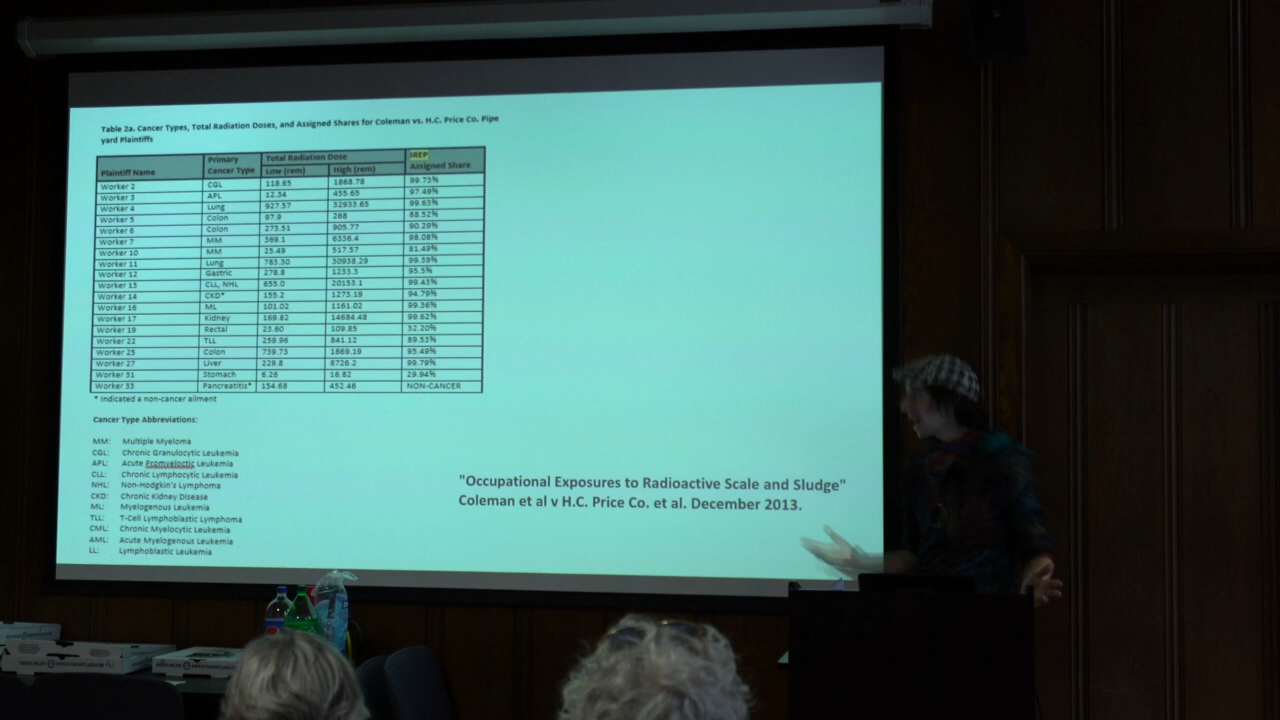 Table 2a. Cancer Types, Total Radiation Doses, and Assigned Shares for Coleman vs. H.C. Price Co. Pipe
yard Plaintiffs
Plaintiff Name Primary Cancer Type Total Radiation Dose Low (rem) High (rem) IREP Assigned Share
Worker 2 CGL 118.65 1868.78 99.73%
Worker 3 APL 12.34 455.65 97.49%
Worker 4 Lung 927.57 32933.65 99.63%
Worker 5 Colon 97.9 268 88.52%
Worker 6 Colon 273.51 905.77 90.29%
Worker 7 MM 369.1 6336.4 98.08%
Worker 10 MM 25.49 517.57 81.49%
Worker 11 Lung 783.30 30938.29 99.59%
Worker 12 Gastric 278.8 1233.3 95.5%
Worker 13 CLL, NHL 655.0 20153.1 99.43%
Worker 14 CKD* 155.2 1273.19 94.79%
Worker 16 ML 101.02 1161.02 99.36%
Worker 17 Kidney 169.82 14684.48 99.62%
Worker 19 Rectal 23.60 109.85 32.20%
Worker 22 TLL 259.96 841.12 89.53%
Worker 25 Colon 739.73 1869.19 95.49%
Worker 27 Liver 229.8 8726.2 99.79%
Worker 31 Stomach 6.26 16.82 29.94%
Worker 33 Pancreatitis* 154.68 452.46 NON-CANCER
* Indicated a non-cancer ailment
Cancer Type Abbreviations:
MM: Multiple Myeloma
CGL: Chronic Granulocytic Leukemia
APL: Acute Promyeloctic Leukemia
CLL: Chronic Lymphocytic Leukemia
NHL: Non-Hodgkin's Lymphoma
CKD: Chronic Kidney Disease
ML: Myelogenous Leukemia
TLL: T-Cell Lymphoblastic Lymphoma
CML: Chronic Myelocytic Leukemia
AML: Acute Myelogenous Leukemia
LL: Lymphoblastic Leukemia
"Occupational Exposures to Radioactive Scale and Sludge"
Coleman et al v H.C. Price Co. et al. December 2013.